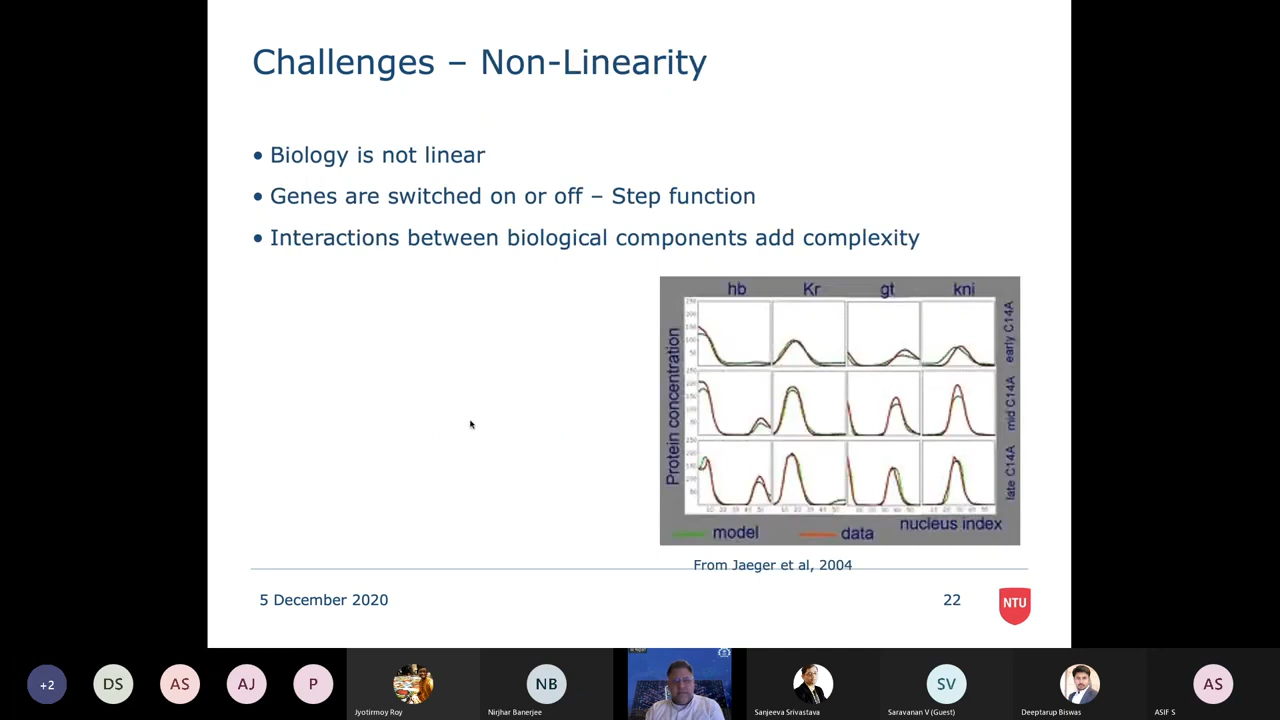 Challenges – Non-Linearity
• Biology is not linear
• Genes are switched on or off – Step function
• Interactions between biological components add complexity
hb Kr gt kni
Protein concentration
early C14A
mid C14A
late C14A
nucleus index
model data
From Jaeger et al, 2004
5 December 2020
22
NTU
+2 DS AS AJ P NB SV AS
Jyotirmoy Roy
Nirjhar Banerjee
Sanjeeva Srivastava
Saravanan V (Guest)
Deeptarup Biswas
ASIF S